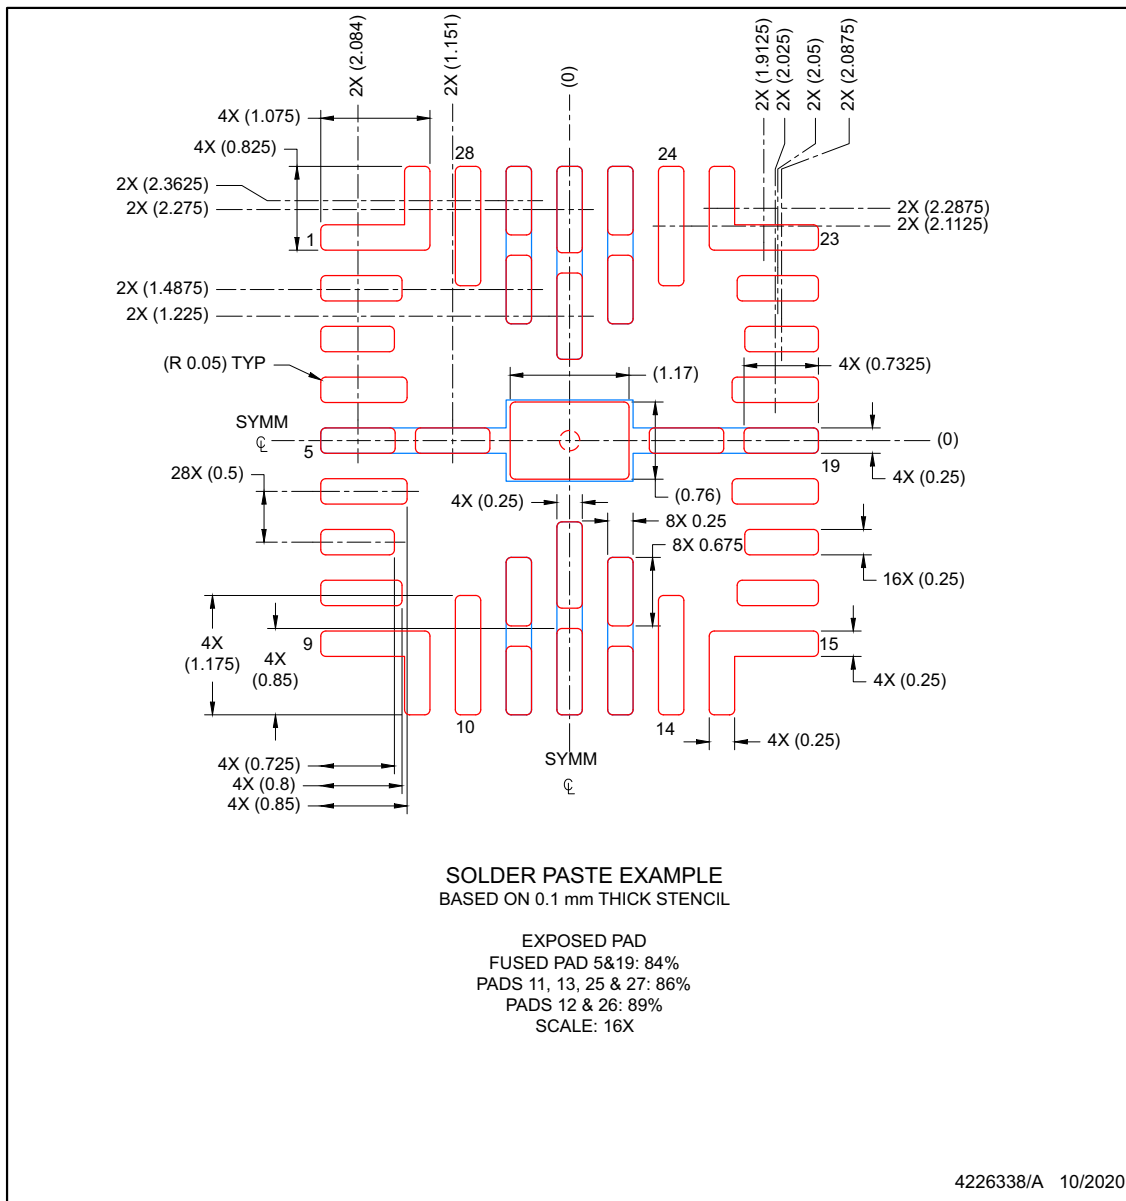 2X (2.084)
2X (1.151)
(0)
2X (1.9125)
2X (2.025)
2X (2.05)
2X (2.0875)
4X (1.075)
4X (0.825)
28
24
2X (2.3625)
2X (2.275)
2X (2.2875)
2X (2.1125)
1
23
2X (1.4875)
2X (1.225)
(R 0.05) TYP
(1.17)
4X (0.7325)
SYMM
℄
(0)
5
19
4X (0.25)
28X (0.5)
4X (0.25)
(0.76)
8X 0.25
8X 0.675
16X (0.25)
9
15
4X
(1.175)
4X
(0.85)
4X (0.25)
10
14
4X (0.25)
4X (0.725)
SYMM
℄
4X (0.8)
4X (0.85)
SOLDER PASTE EXAMPLE
BASED ON 0.1 mm THICK STENCIL
EXPOSED PAD
FUSED PAD 5&19: 84%
PADS 11, 13, 25 & 27: 86%
PADS 12 & 26: 89%
SCALE: 16X
4226338/A 10/2020